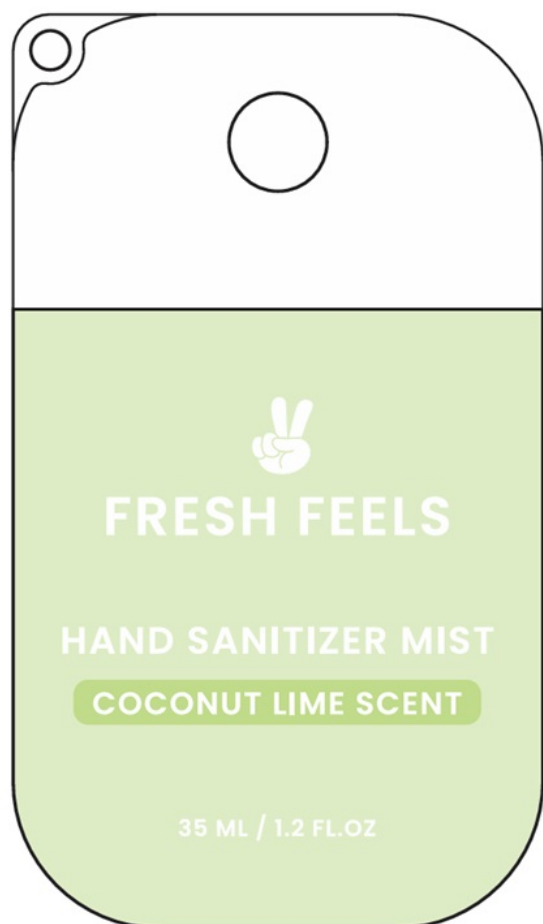 FRESH FEELS
HAND SANITIZER MIST
COCONUT LIME SCENT
35 ML / 1.2 FL.OZ